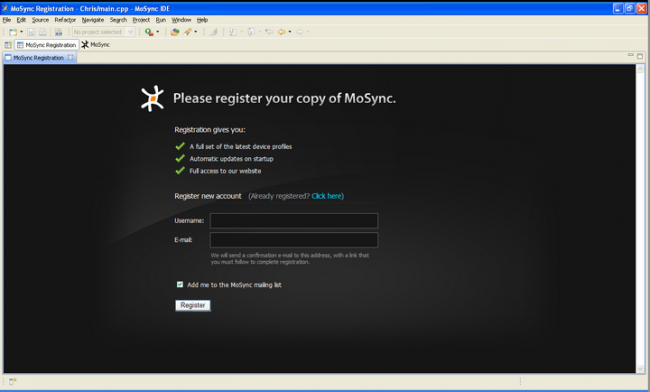 MoSync Registration - Chris/main.cpp - MoSync IDE
File Edit Source Refactor Navigate Search Project Run Window Help
No project selected
MoSync Registration MoSync
MoSync Registration
Please register your copy of MoSync.
Registration gives you:
A full set of the latest device profiles
Automatic updates on startup
Full access to our website
Register new account (Already registered? Click here)
Username:
E-mail:
We will send a confirmation e-mail to this address, with a link that
you must follow to complete registration.
Add me to the MoSync mailing list
Register